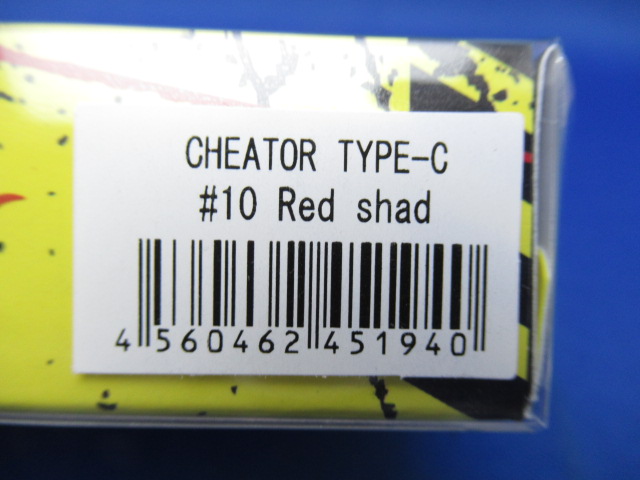 CHEATOR TYPE-C
#10 Red shad
4 560462 451940